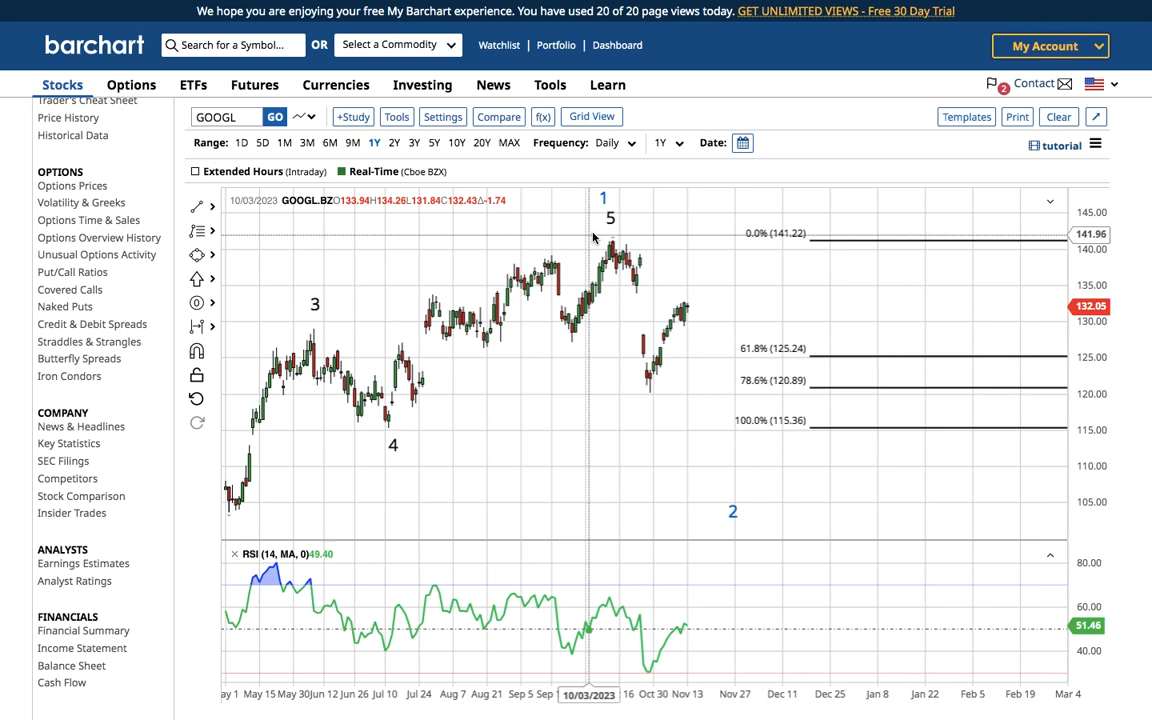 We hope you are enjoying your free My Barchart experience. You have used 20 of 20 page views today. GET UNLIMITED VIEWS - Free 30 Day Trial
barchart Search for a Symbol... OR Select a Commodity Watchlist | Portfolio | Dashboard My Account
Stocks Options ETFs Futures Currencies Investing News Tools Learn 2 Contact
Trader's Cheat Sheet
Price History
Historical Data
OPTIONS
Options Prices
Volatility & Greeks
Options Time & Sales
Options Overview History
Unusual Options Activity
Put/Call Ratios
Covered Calls
Naked Puts
Credit & Debit Spreads
Straddles & Strangles
Butterfly Spreads
Iron Condors
COMPANY
News & Headlines
Key Statistics
SEC Filings
Competitors
Stock Comparison
Insider Trades
ANALYSTS
Earnings Estimates
Analyst Ratings
FINANCIALS
Financial Summary
Income Statement
Balance Sheet
Cash Flow
GOOGL GO +Study Tools Settings Compare f(x) Grid View Templates Print Clear
Range: 1D 5D 1M 3M 6M 9M 1Y 2Y 3Y 5Y 10Y 20Y MAX Frequency: Daily 1Y Date: tutorial
Extended Hours (Intraday) Real-Time (Cboe BZX)
10/03/2023 GOOGL.BZO133.94H134.26L131.84C132.43Δ-1.74
1
5
3
4
2
0.0% (141.22)
61.8% (125.24)
78.6% (120.89)
100.0% (115.36)
145.00
141.96
140.00
135.00
132.05
130.00
125.00
120.00
115.00
110.00
105.00
RSI (14, MA, 0)49.40
80.00
60.00
51.46
40.00
ay 1 May 15 May 30 Jun 12 Jun 26 Jul 10 Jul 24 Aug 7 Aug 21 Sep 5 Sep 10/03/2023 16 Oct 30 Nov 13 Nov 27 Dec 11 Dec 25 Jan 8 Jan 22 Feb 5 Feb 19 Mar 4